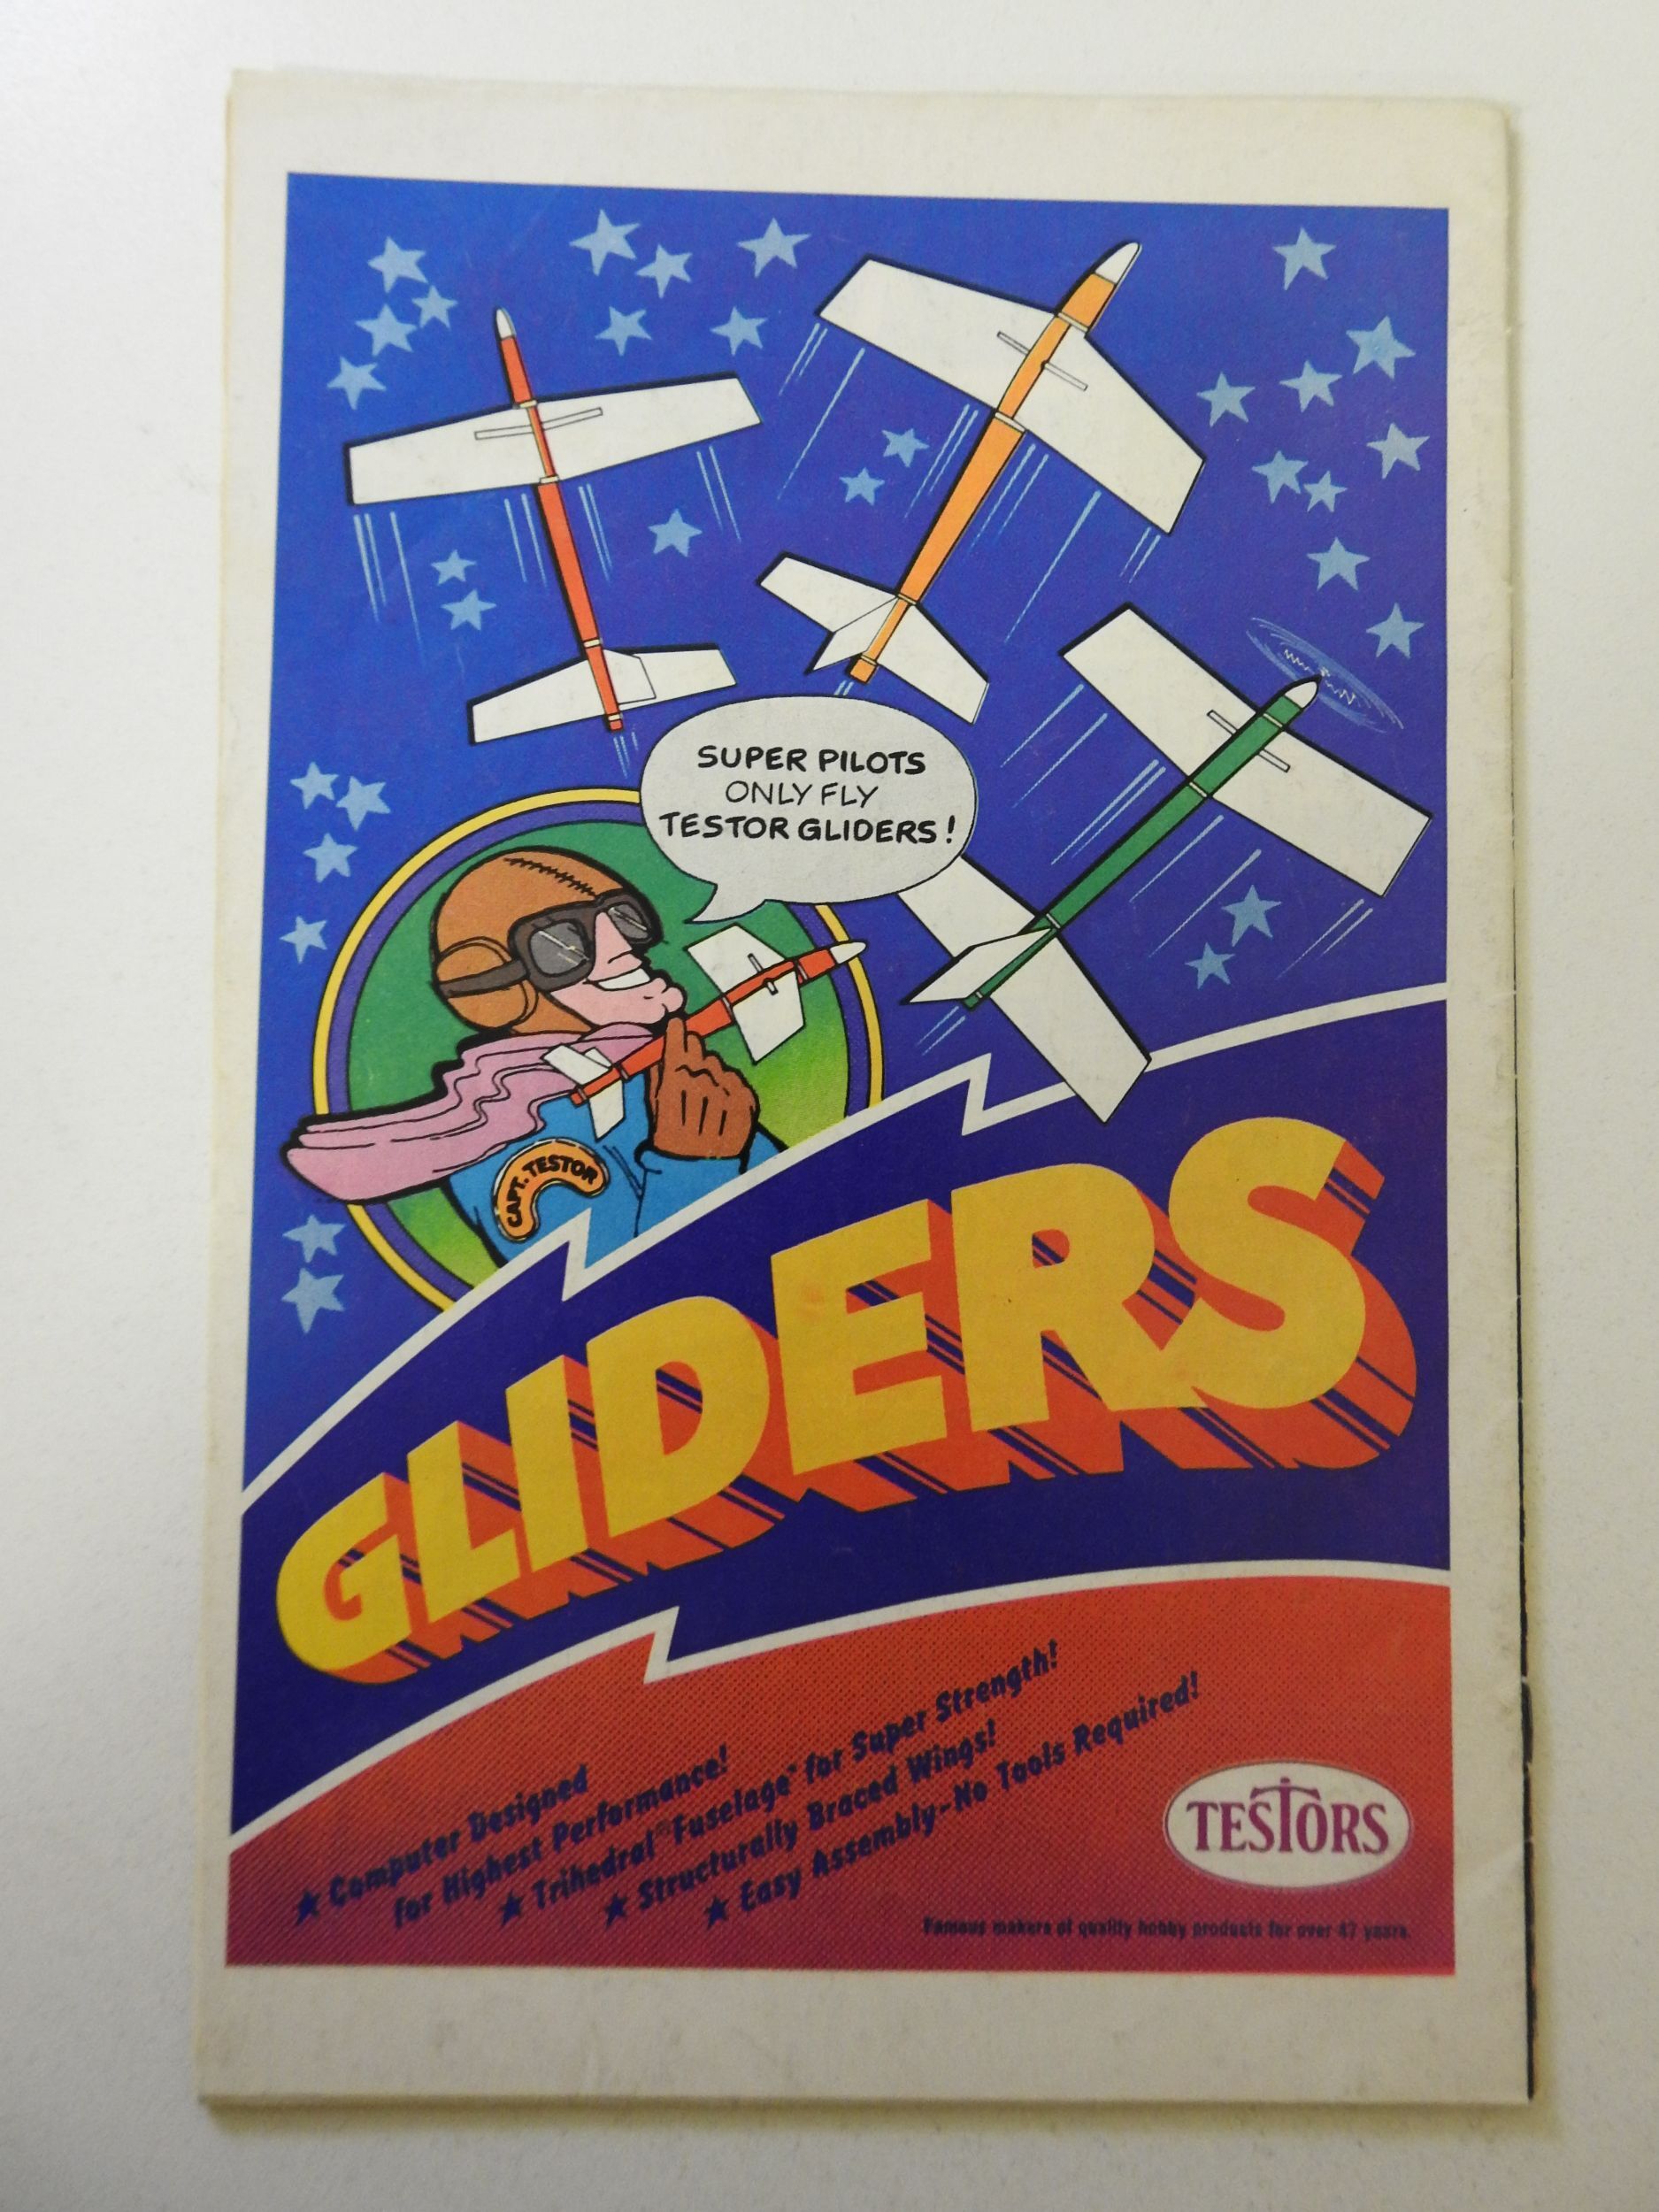 SUPER PILOTS
ONLY FLY
TESTOR GLIDERS!
CAPT. TESTOR
GLIDERS
★ Computer Designed
for Highest Performance!
★ Trihedral® Fuselage™ for Super Strength!
★ Structurally Braced Wings!
★ Easy Assembly-No Tools Required!
TESTORS
Famous makers of quality hobby products for over 47 years.